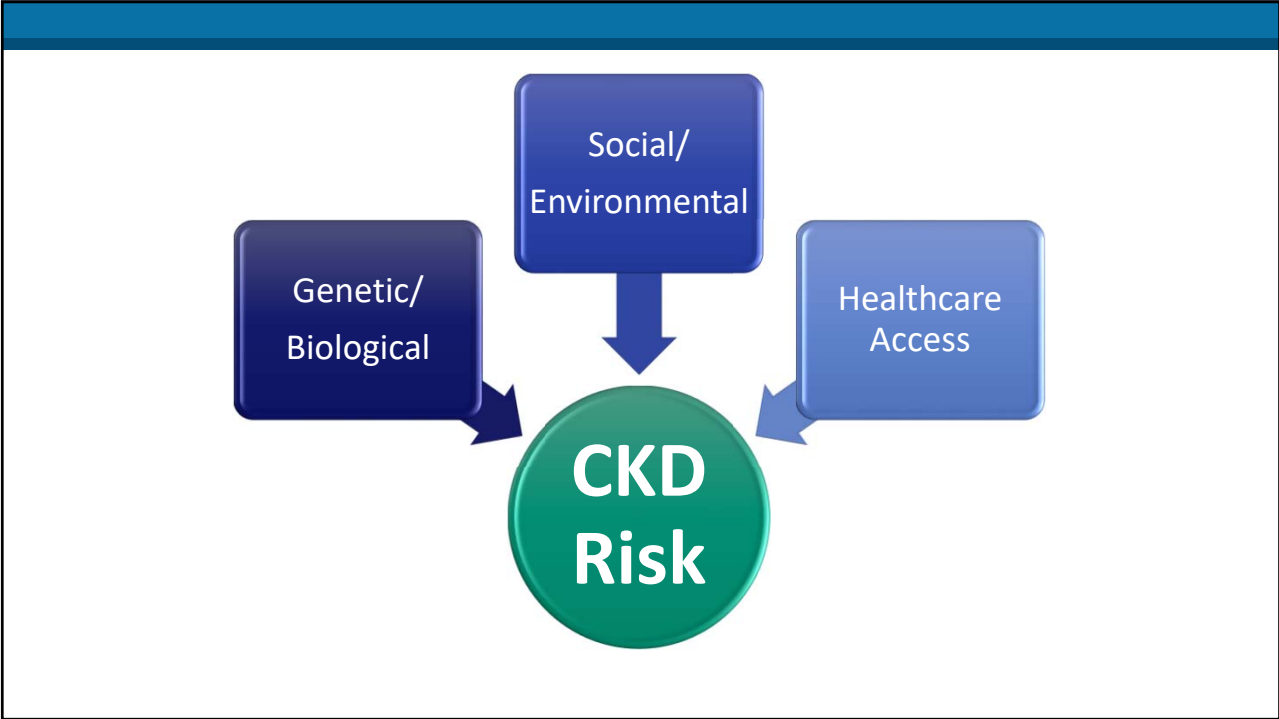 Social/
Environmental
Genetic/
Biological
Healthcare
Access
CKD
Risk